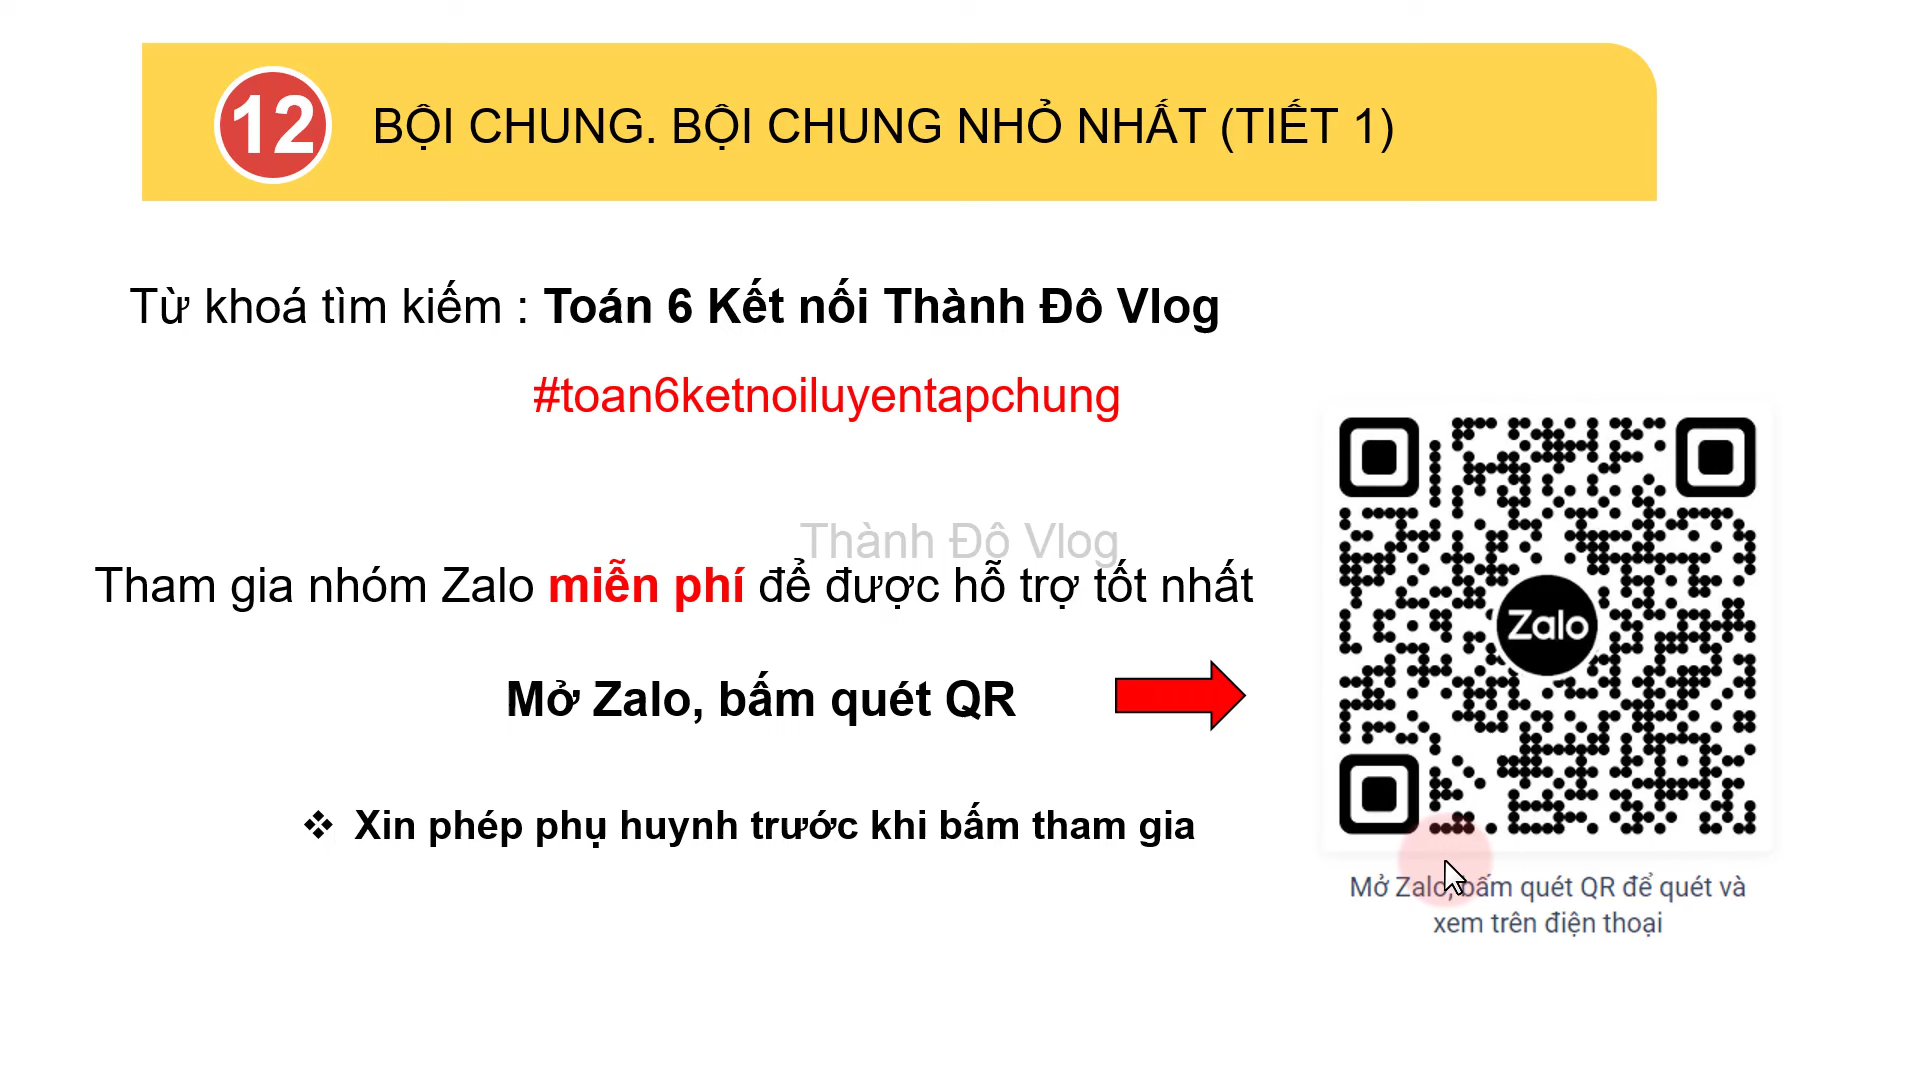 12
BỘI CHUNG. BỘI CHUNG NHỎ NHẤT (TIẾT 1)
Từ khoá tìm kiếm : Toán 6 Kết nối Thành Đô Vlog
#toan6ketnoiluyentapchung
Thành Đô Vlog
Tham gia nhóm Zalo miễn phí để được hỗ trợ tốt nhất
Zalo
Mở Zalo, bấm quét QR
❖ Xin phép phụ huynh trước khi bấm tham gia
Mở Zalo, bấm quét QR để quét và
xem trên điện thoại